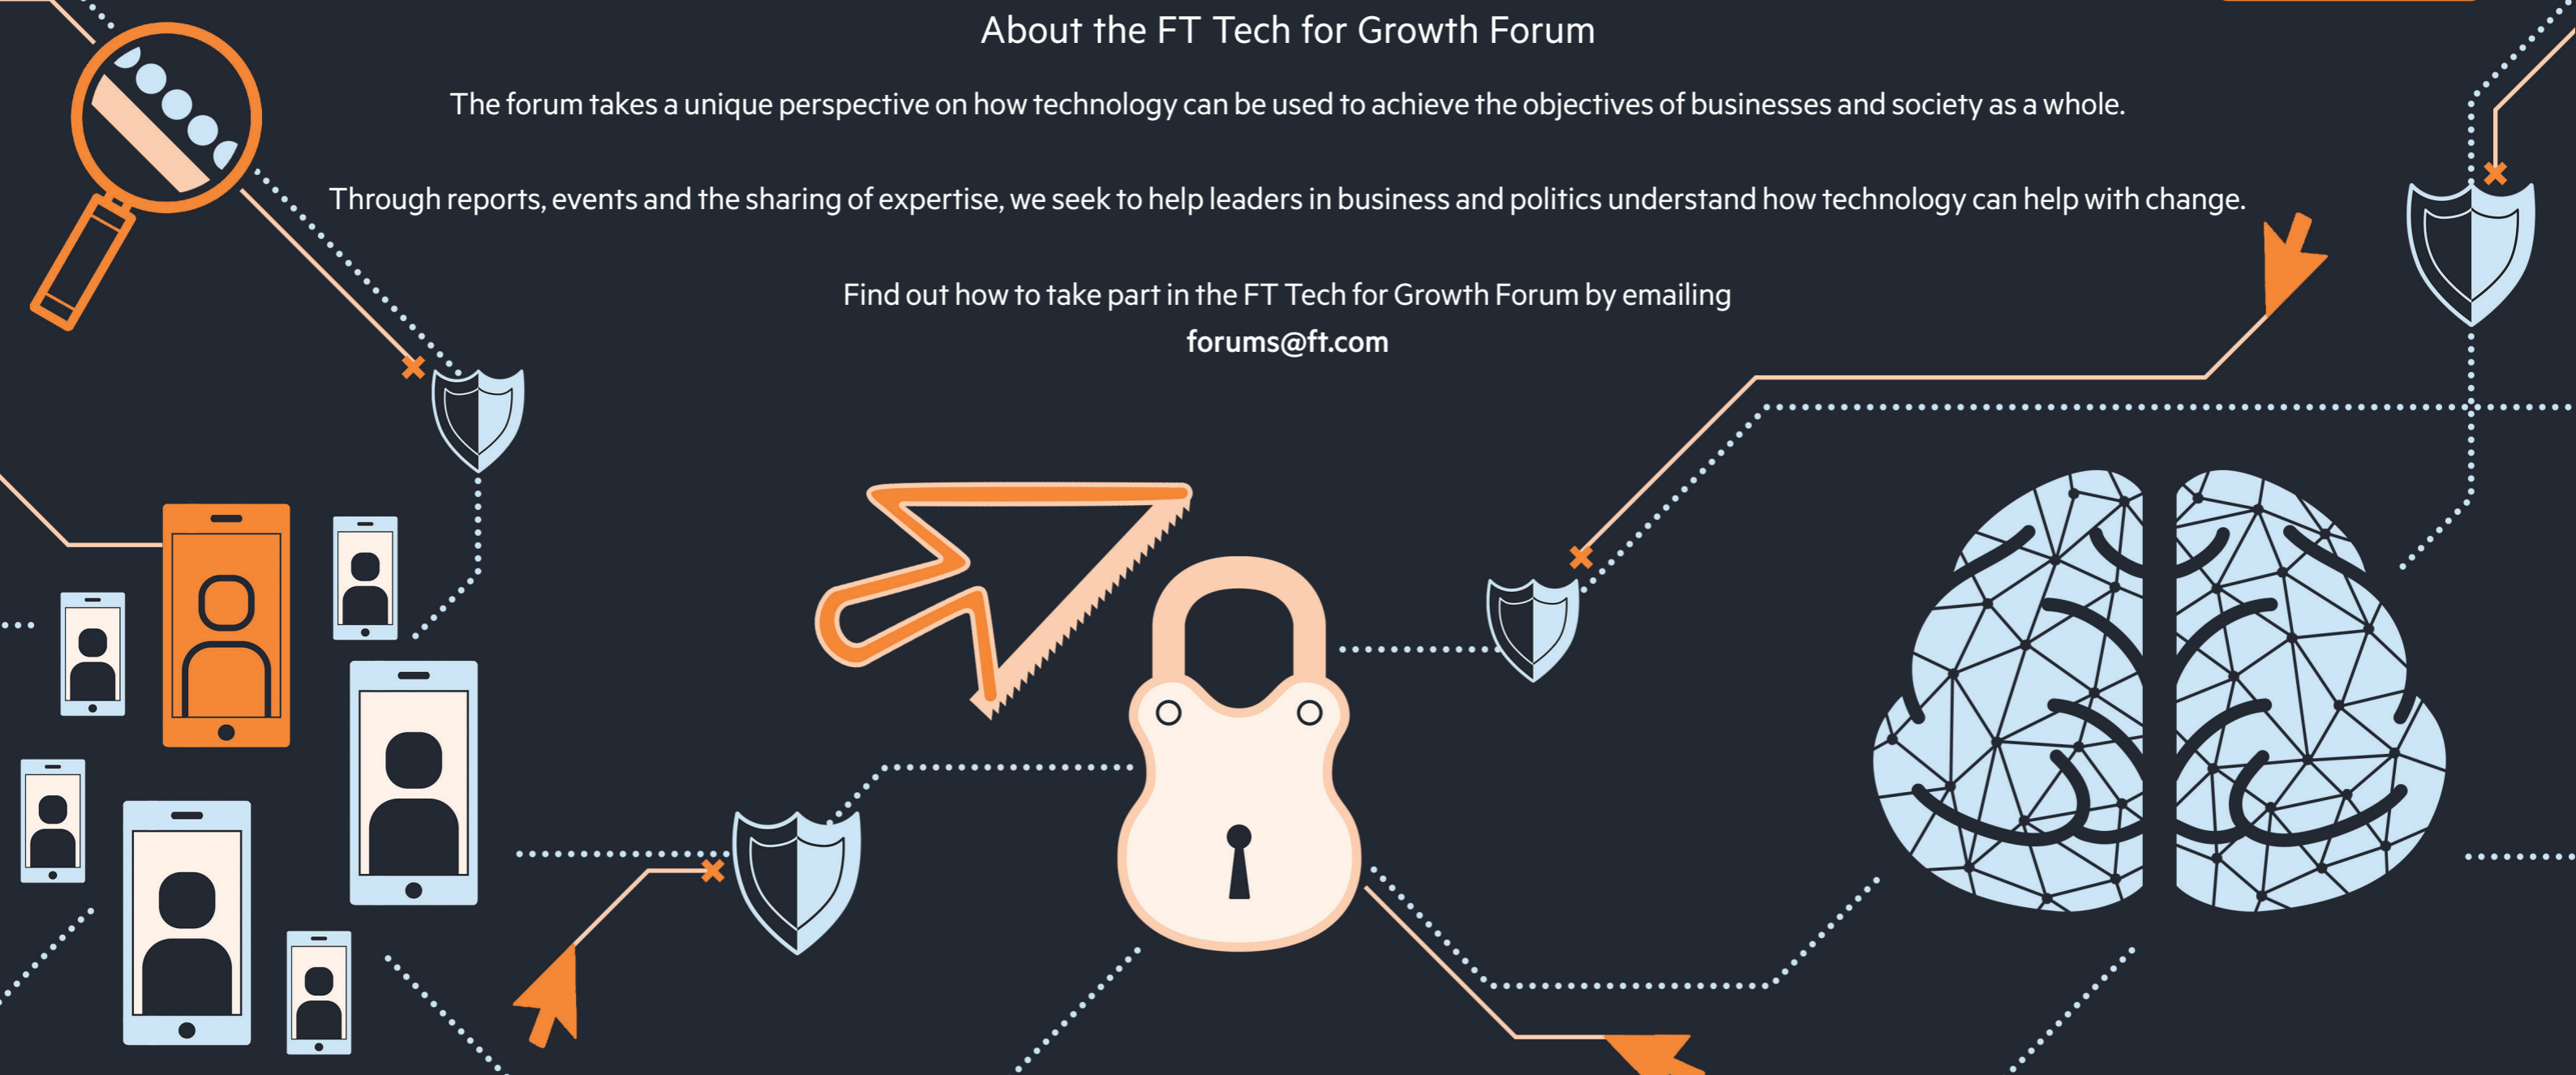 About the FT Tech for Growth Forum
The forum takes a unique perspective on how technology can be used to achieve the objectives of businesses and society as a whole.
Through reports, events and the sharing of expertise, we seek to help leaders in business and politics understand how technology can help with change.
Find out how to take part in the FT Tech for Growth Forum by emailing
forums@ft.com